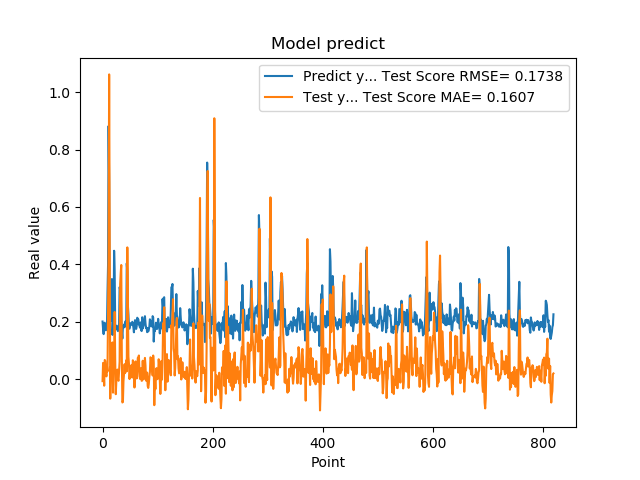 Model predict
Predict y... Test Score RMSE= 0.1738
Test y... Test Score MAE= 0.1607
Real value
1.0
0.8
0.6
0.4
0.2
0.0
0 200 400 600 800
Point